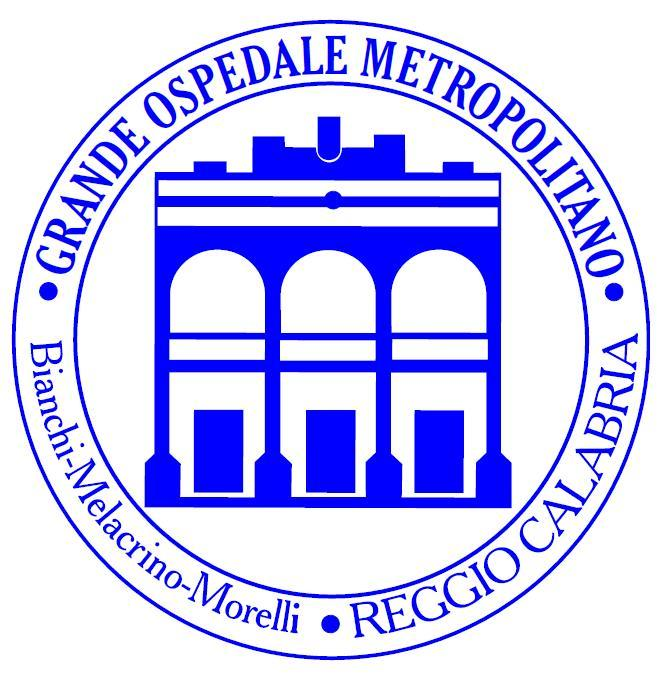 GRANDE OSPEDALE METROPOLITANO
Bianchi-Melacrino-Morelli
REGGIO CALABRIA